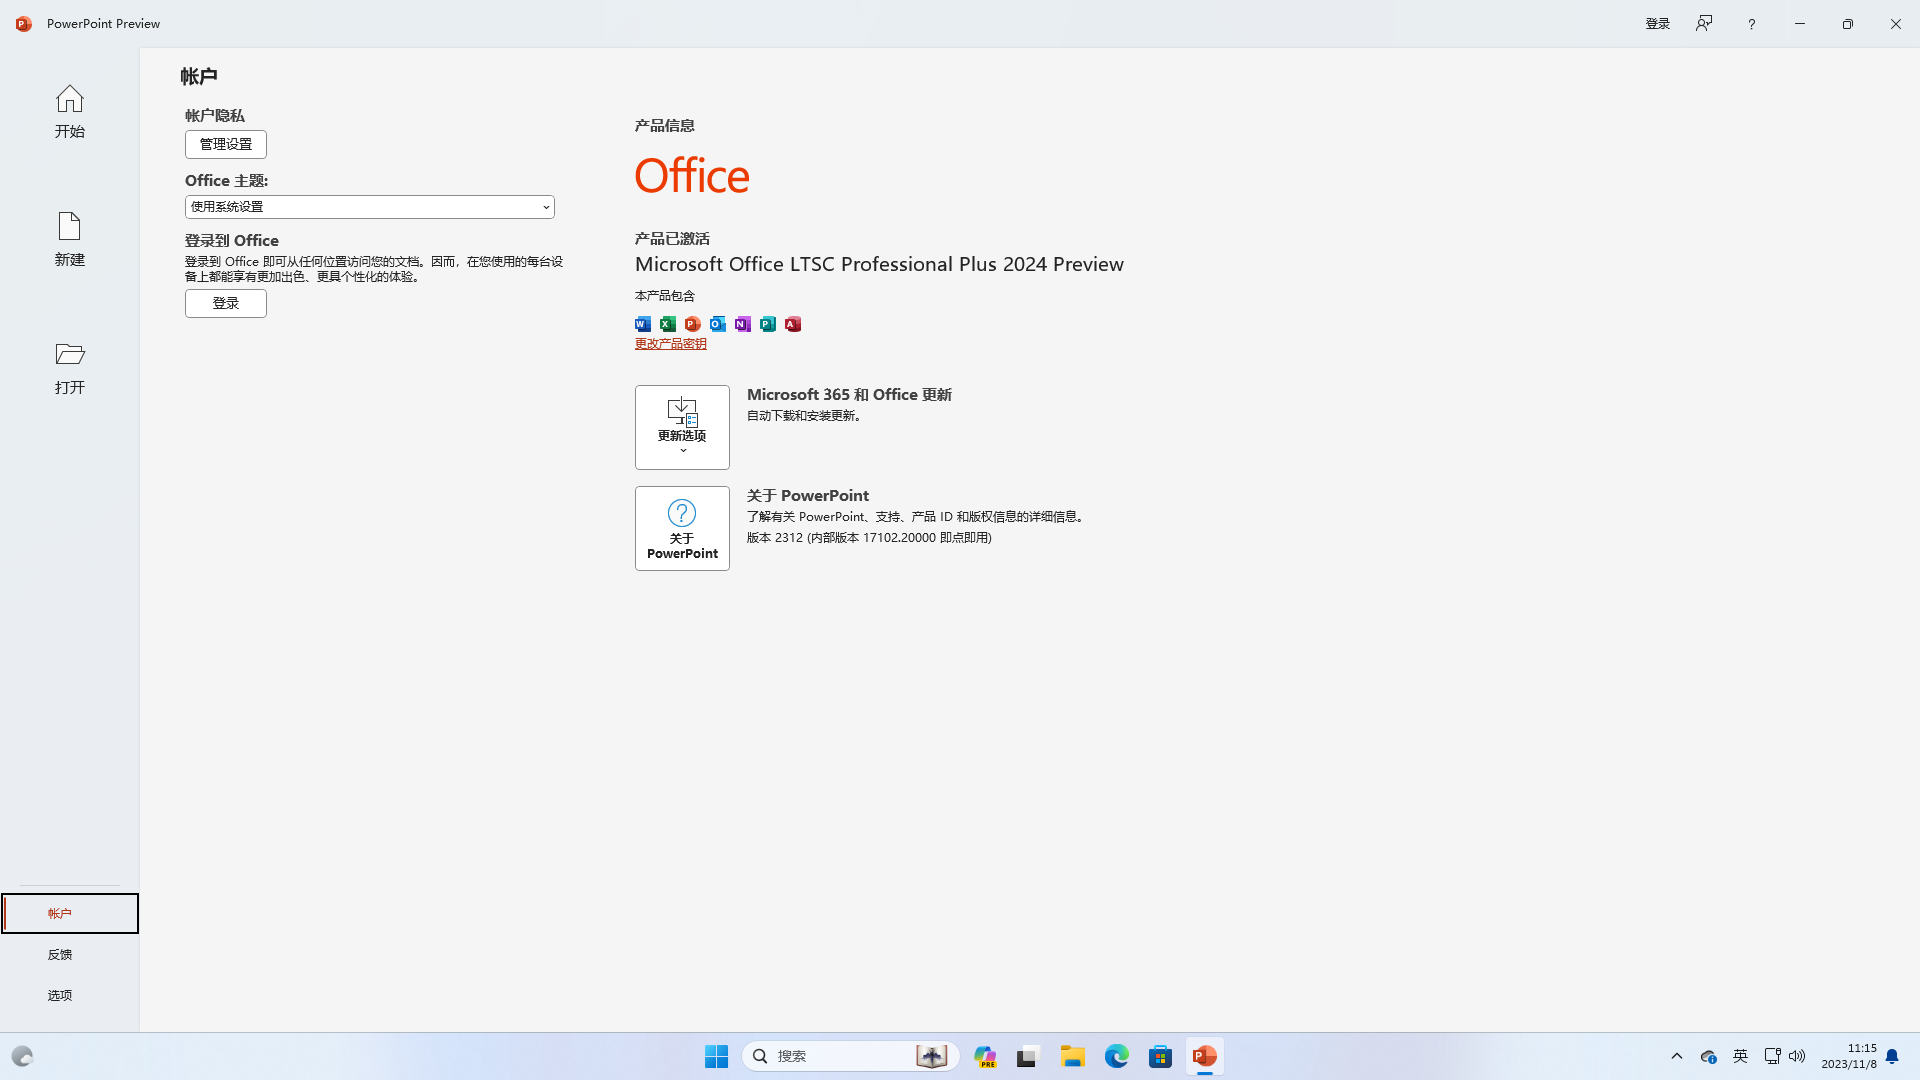 PowerPoint Preview
登录
?
开始
新建
打开
帐户
反馈
选项
帐户
帐户隐私
管理设置
Office 主题:
使用系统设置
登录到 Office
登录到 Office 即可从任何位置访问您的文档。因而，在您使用的每台设
备上都能享有更加出色、更具个性化的体验。
登录
产品信息
Office
产品已激活
Microsoft Office LTSC Professional Plus 2024 Preview
本产品包含
更改产品密钥
更新选项
Microsoft 365 和 Office 更新
自动下载和安装更新。
关于
PowerPoint
关于 PowerPoint
了解有关 PowerPoint、支持、产品 ID 和版权信息的详细信息。
版本 2312 (内部版本 17102.20000 即点即用)
搜索
PRE
英
11:15
2023/11/8